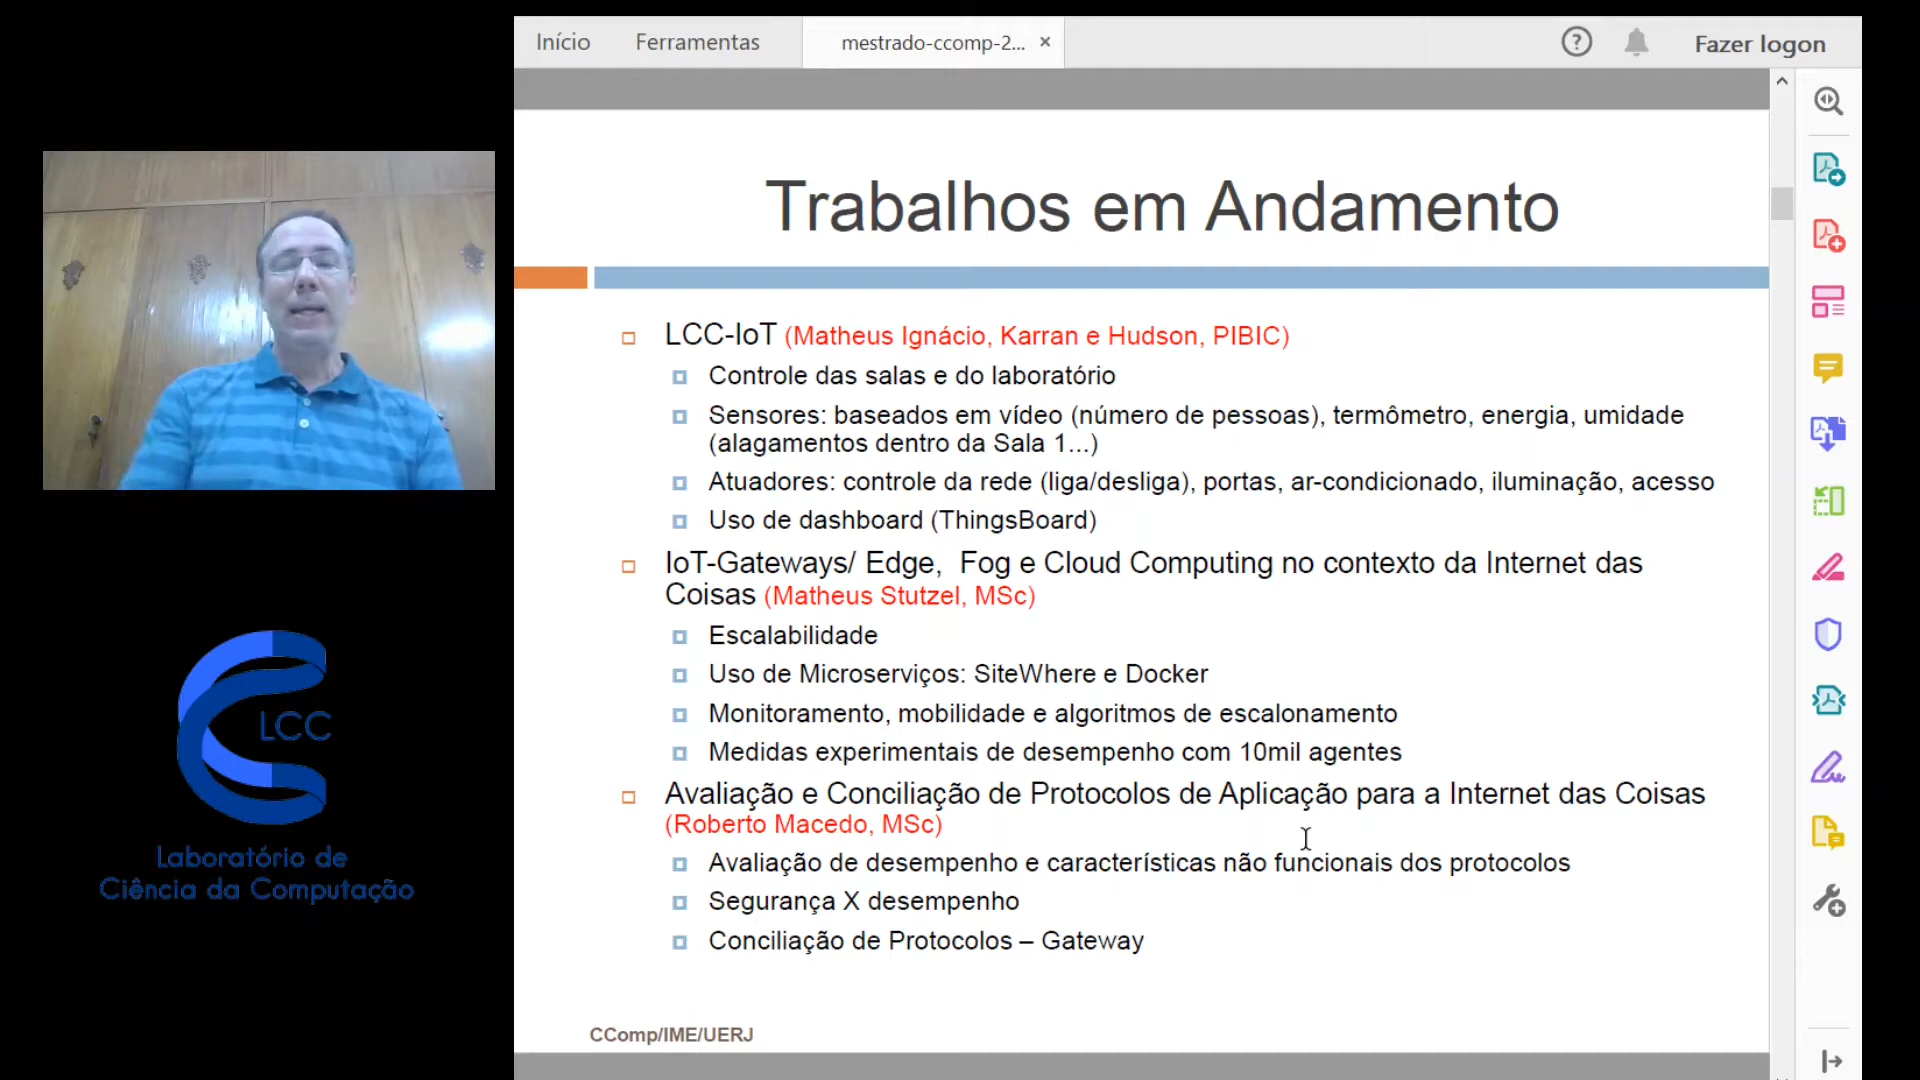 Início Ferramentas mestrado-ccomp-2... × Fazer logon
Trabalhos em Andamento
LCC-IoT (Matheus Ignácio, Karran e Hudson, PIBIC)
Controle das salas e do laboratório
Sensores: baseados em vídeo (número de pessoas), termômetro, energia, umidade
(alagamentos dentro da Sala 1...)
Atuadores: controle da rede (liga/desliga), portas, ar-condicionado, iluminação, acesso
Uso de dashboard (ThingsBoard)
IoT-Gateways/ Edge, Fog e Cloud Computing no contexto da Internet das
Coisas (Matheus Stutzel, MSc)
Escalabilidade
Uso de Microserviços: SiteWhere e Docker
Monitoramento, mobilidade e algoritmos de escalonamento
Medidas experimentais de desempenho com 10mil agentes
Avaliação e Conciliação de Protocolos de Aplicação para a Internet das Coisas
(Roberto Macedo, MSc)
Avaliação de desempenho e características não funcionais dos protocolos
Segurança X desempenho
Conciliação de Protocolos – Gateway
CComp/IME/UERJ
LCC
Laboratório de
Ciência da Computação